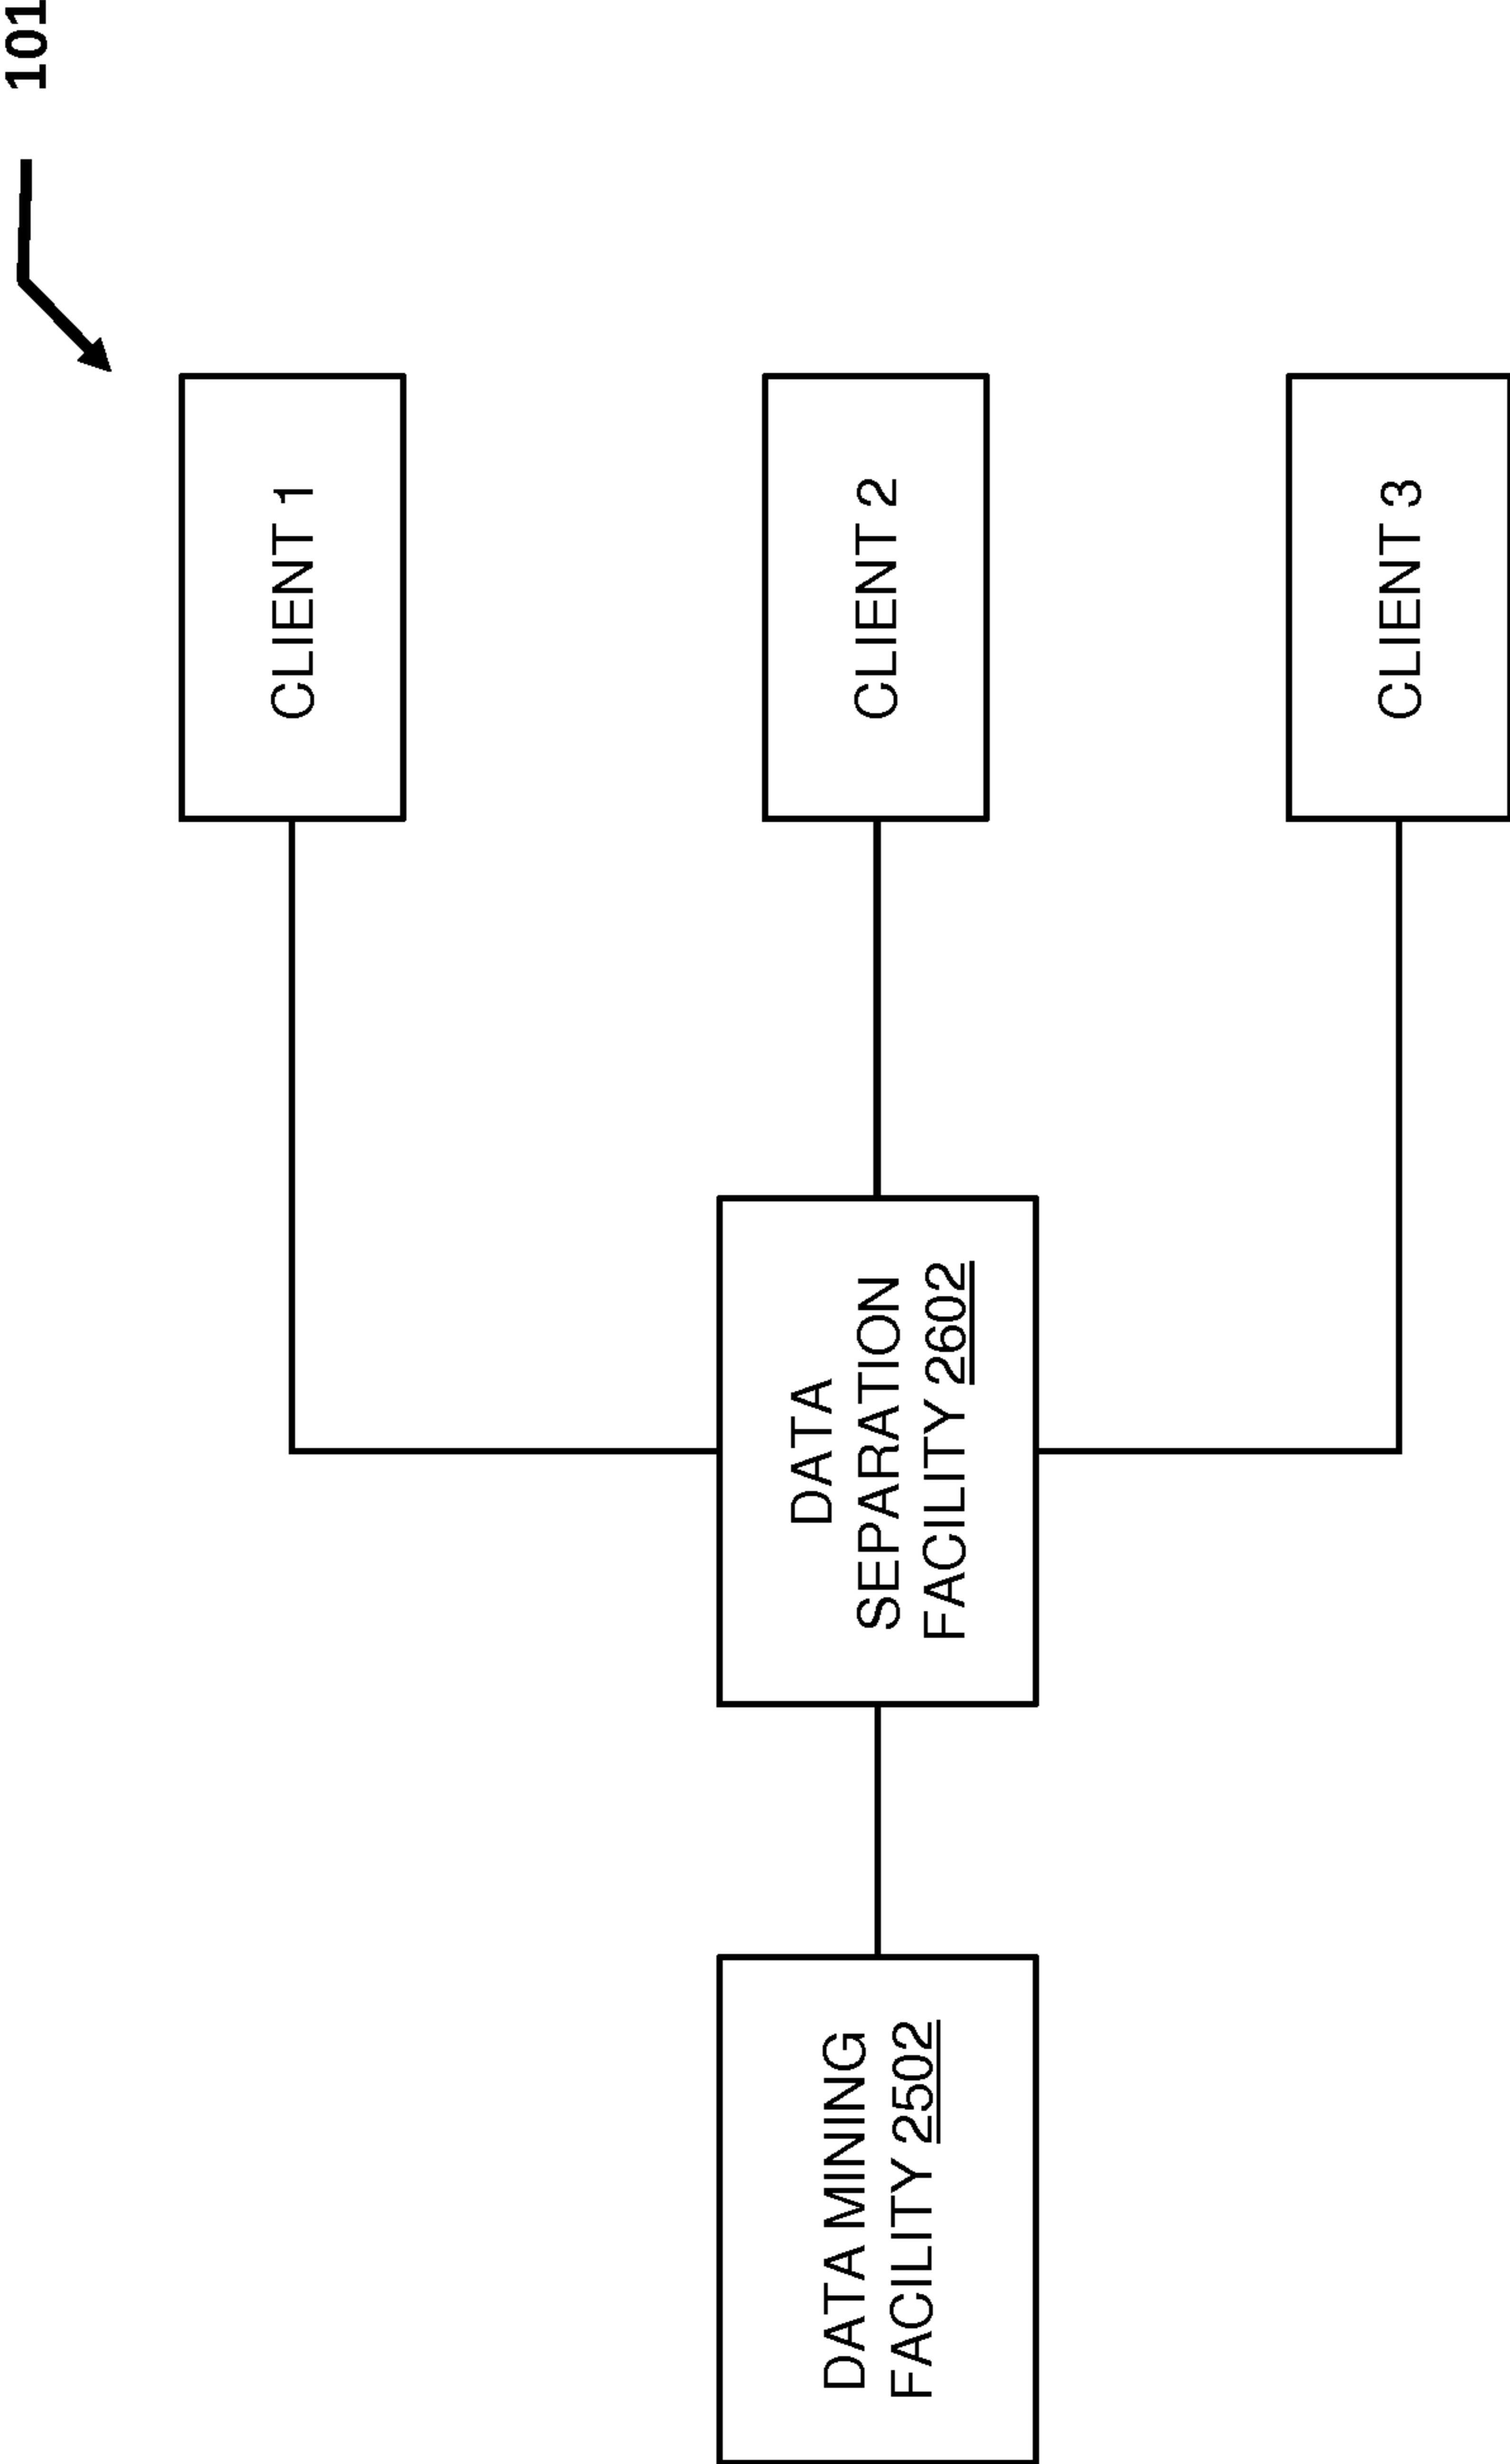 101
CLIENT 1
CLIENT 2
CLIENT 3
DATA
SEPARATION
FACILITY 2602
DATA MINING
FACILITY 2502